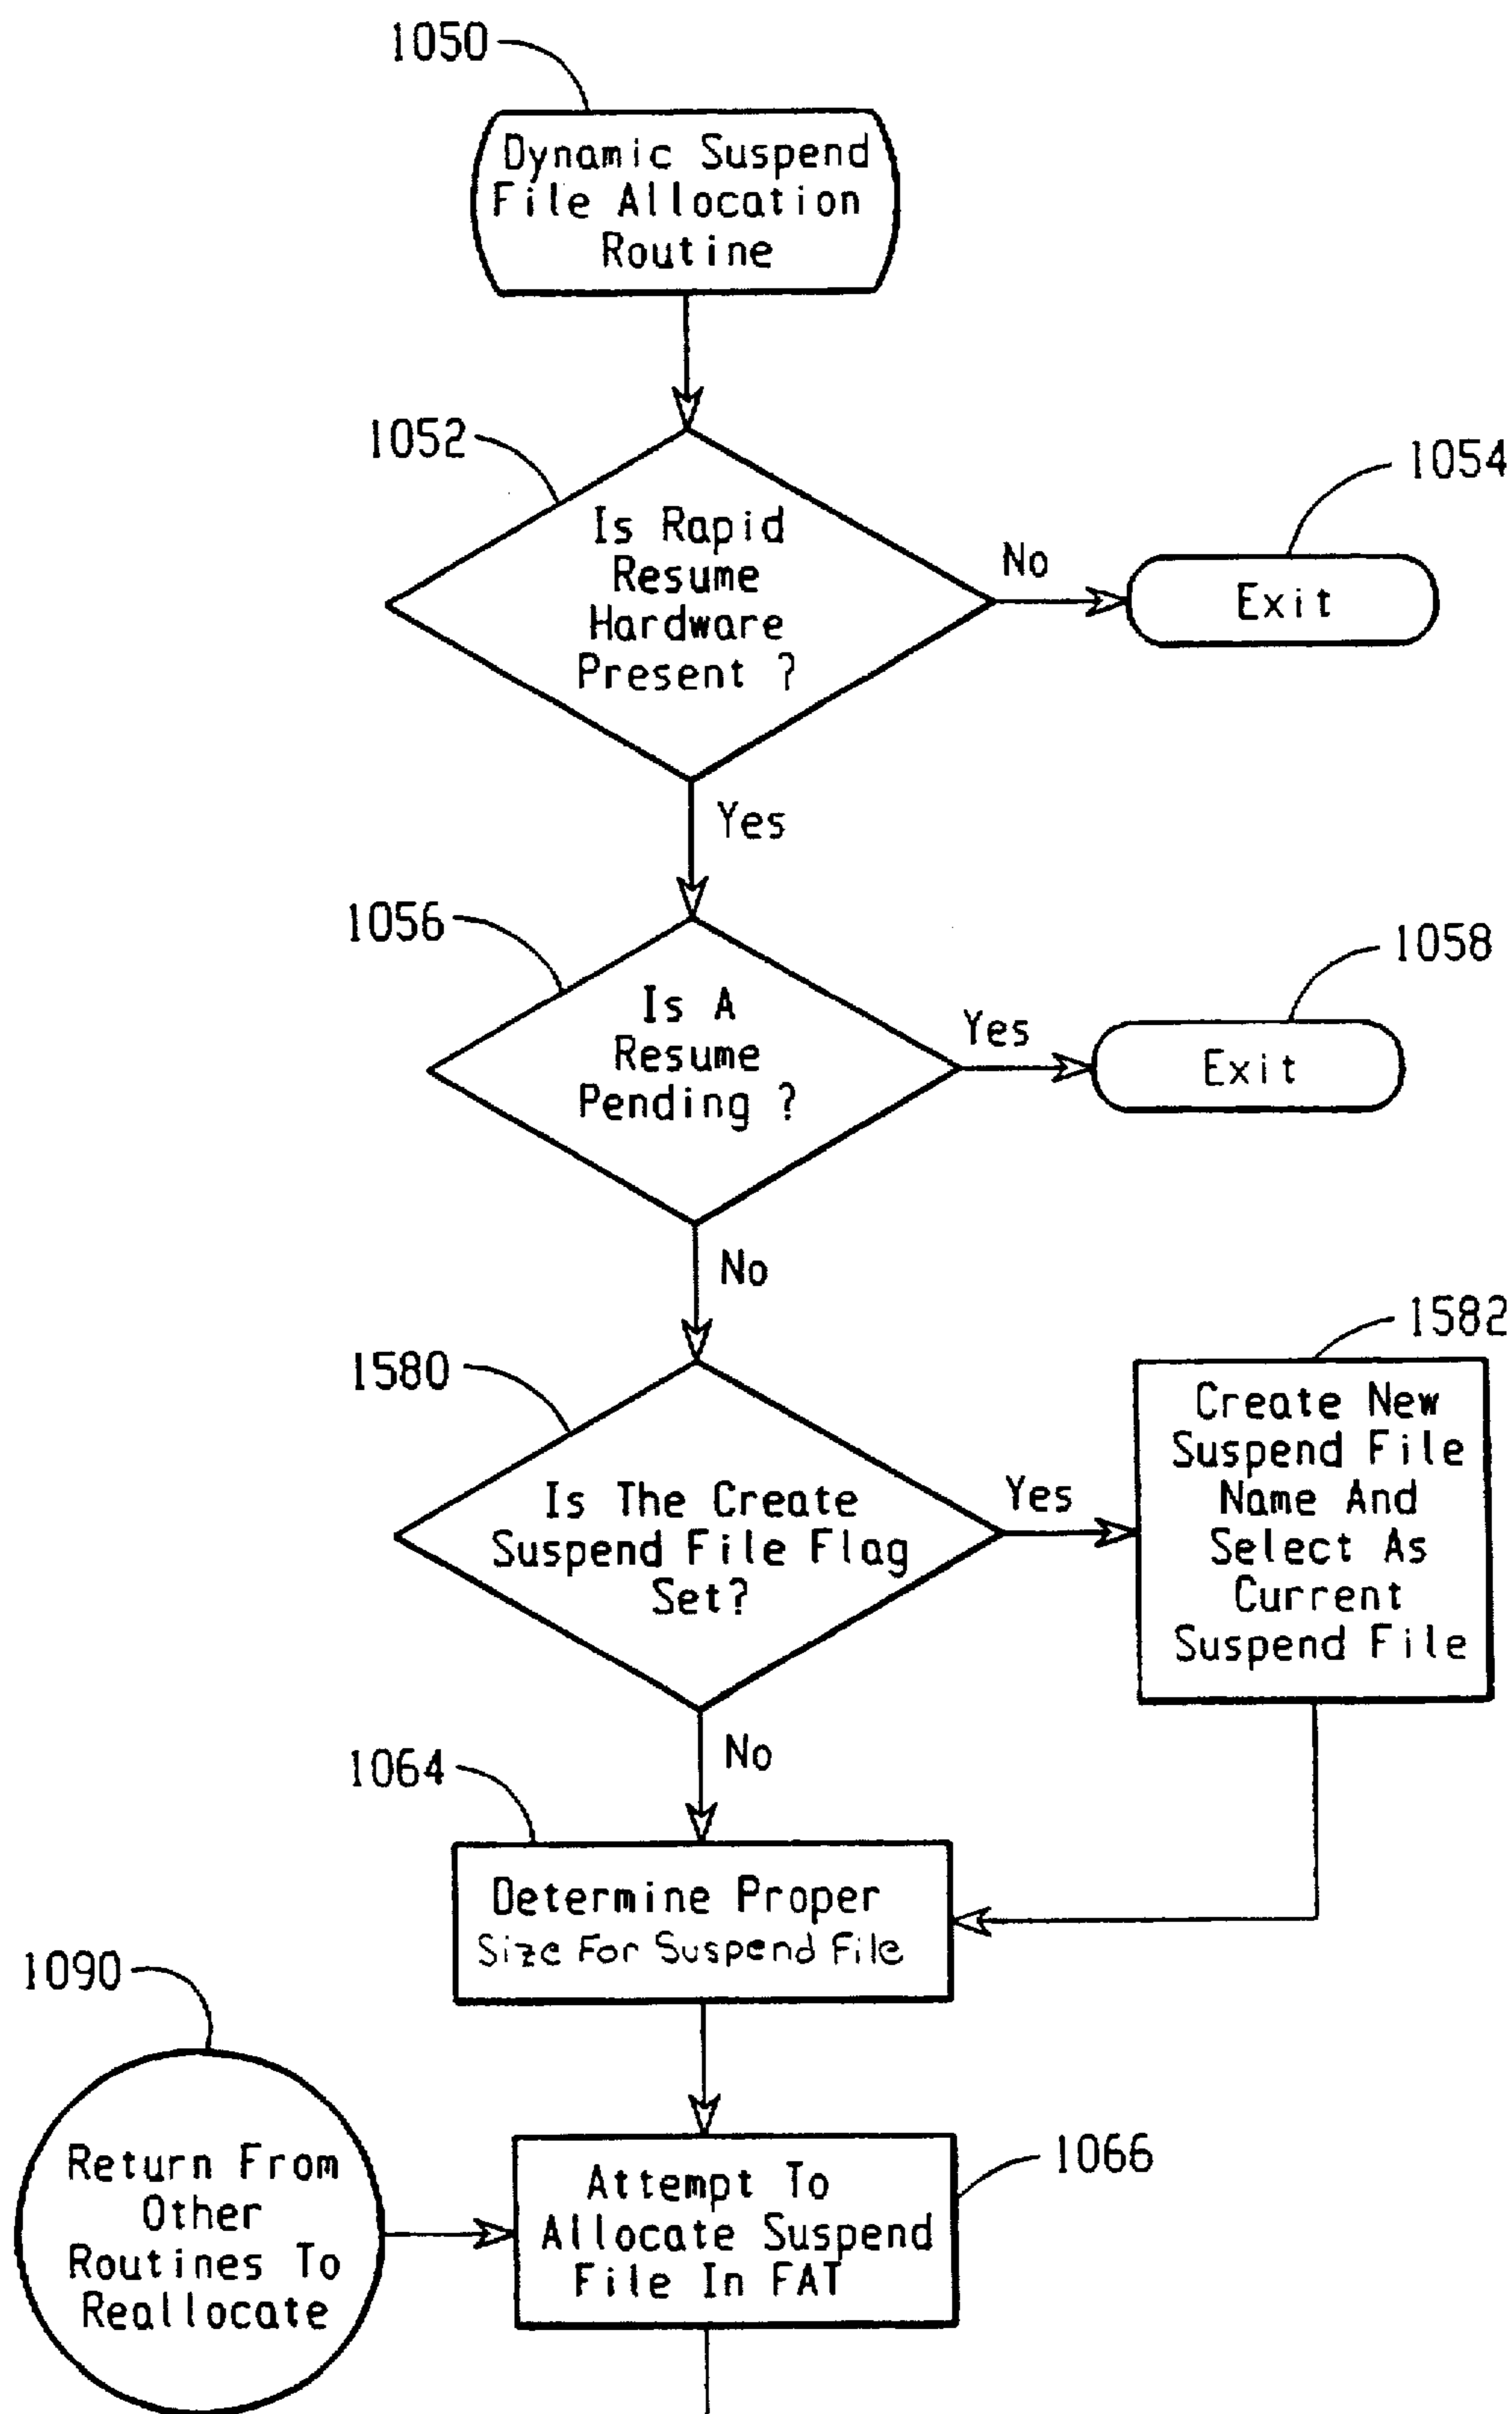 1050
Dynamic Suspend
File Allocation
Routine
1052
Is Rapid
Resume
Hardware
Present ?
No
1054
Exit
Yes
1056
Is A
Resume
Pending ?
Yes
1058
Exit
No
1580
Is The Create
Suspend File Flag
Set?
Yes
1582
Create New
Suspend File
Name And
Select As
Current
Suspend File
No
1064
Determine Proper
Size For Suspend File
1090
Return From
Other
Routines To
Reallocate
1066
Attempt To
Allocate Suspend
File In FAT